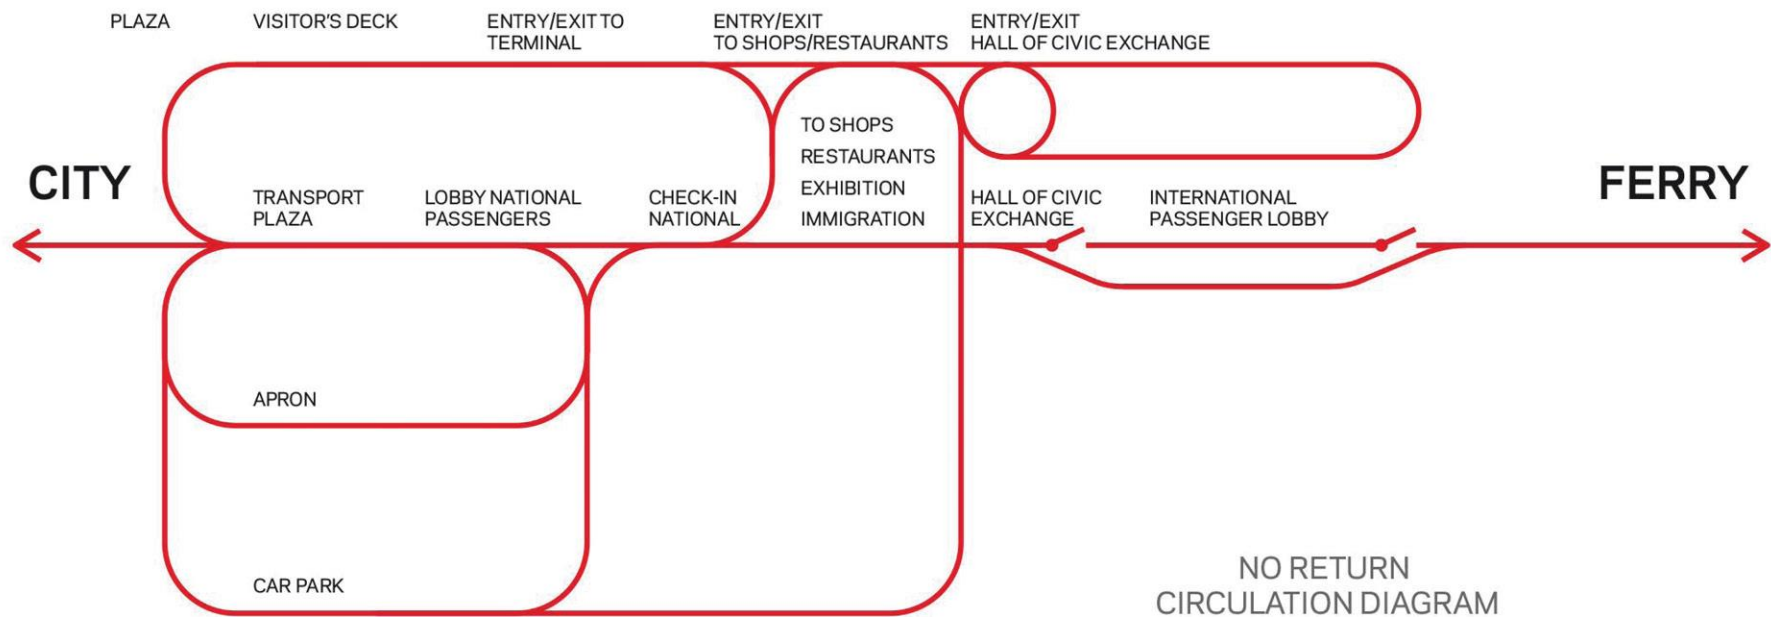 PLAZA
VISITOR'S DECK
ENTRY/EXIT TO
TERMINAL
ENTRY/EXIT
TO SHOPS/RESTAURANTS
ENTRY/EXIT
HALL OF CIVIC EXCHANGE
TO SHOPS
RESTAURANTS
EXHIBITION
IMMIGRATION
CITY
TRANSPORT
PLAZA
LOBBY NATIONAL
PASSENGERS
CHECK-IN
NATIONAL
HALL OF CIVIC
EXCHANGE
INTERNATIONAL
PASSENGER LOBBY
FERRY
APRON
CAR PARK
NO RETURN
CIRCULATION DIAGRAM